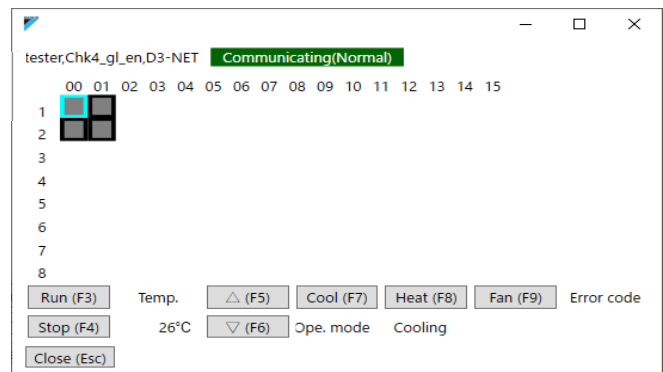 tester,Chk4_gl_en,D3-NET Communicating(Normal)
00 01 02 03 04 05 06 07 08 09 10 11 12 13 14 15
1
2
3
4
5
6
7
8
Run (F3) Temp. △ (F5) Cool (F7) Heat (F8) Fan (F9) Error code
Stop (F4) 26°C ▽ (F6) Ope. mode Cooling
Close (Esc)